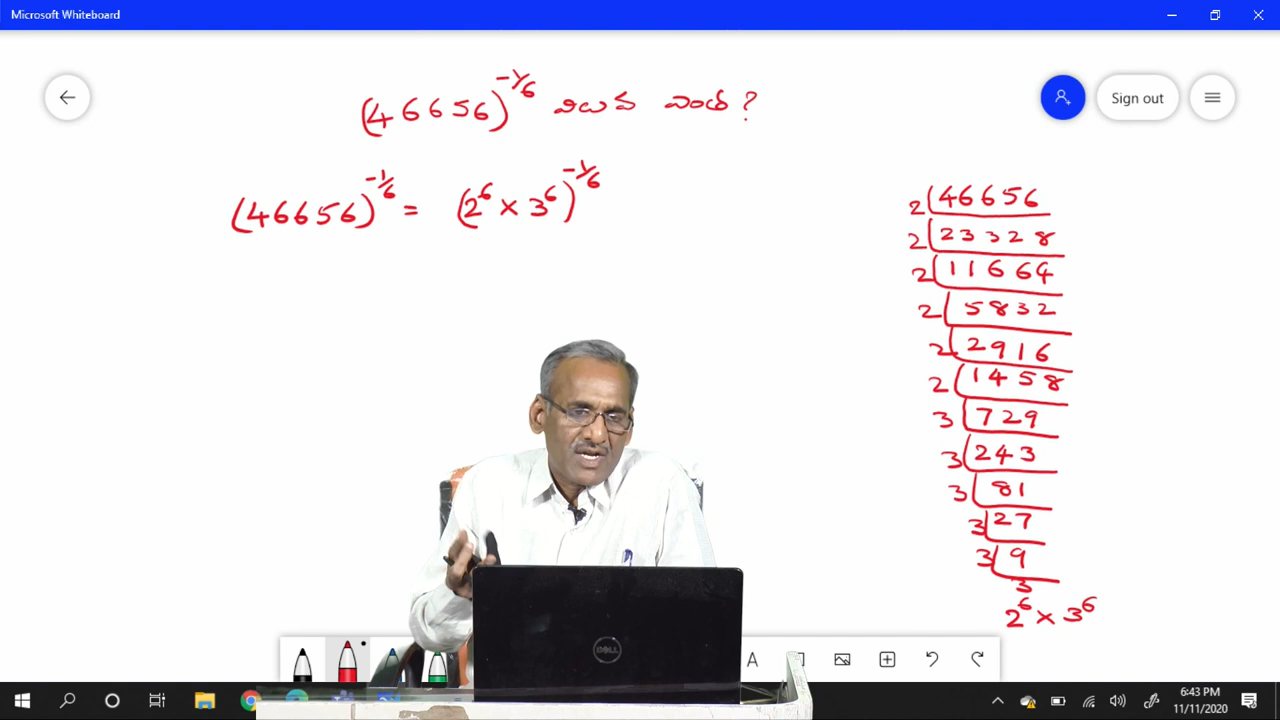 Microsoft Whiteboard
Sign out
(46656)^-1/6 విలువ ఎంత?
(46656)^-1/6 = (2^6 × 3^6)^-1/6
2 | 46656
2 | 23328
2 | 11664
2 | 5832
2 | 2916
2 | 1458
3 | 729
3 | 243
3 | 81
3 | 27
3 | 9
3
2^6 × 3^6
DELL
A
6:43 PM
11/11/2020